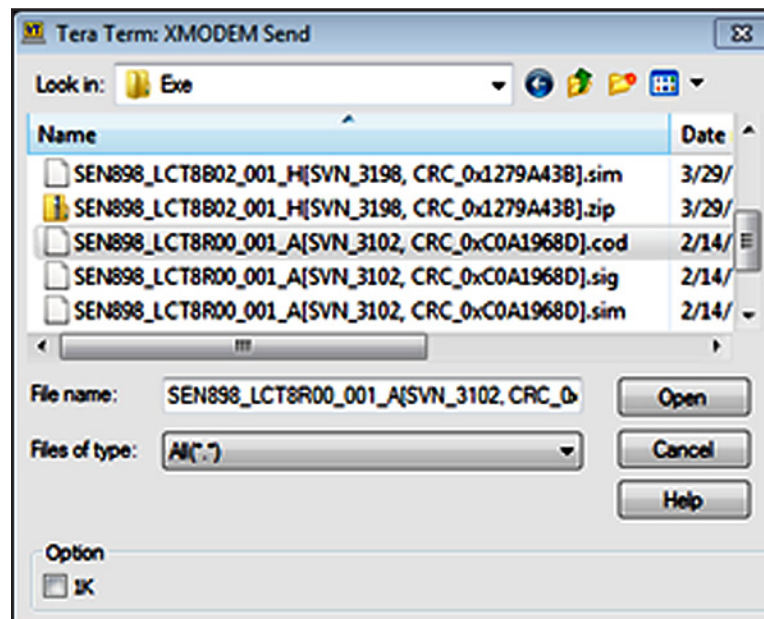 Tera Term: XMODEM Send
Look in: Exe
Name Date
SEN898_LCT8B02_001_H[SVN_3198, CRC_0x1279A43B].sim 3/29/
SEN898_LCT8B02_001_H[SVN_3198, CRC_0x1279A43B].zip 3/29/
SEN898_LCT8R00_001_A[SVN_3102, CRC_0xC0A1968D].cod 2/14/
SEN898_LCT8R00_001_A[SVN_3102, CRC_0xC0A1968D].sig 2/14/
SEN898_LCT8R00_001_A[SVN_3102, CRC_0xC0A1968D].sim 2/14/
File name: SEN898_LCT8R00_001_A[SVN_3102, CRC_0x Open
Files of type: All(*.*) Cancel
Help
Option
1K